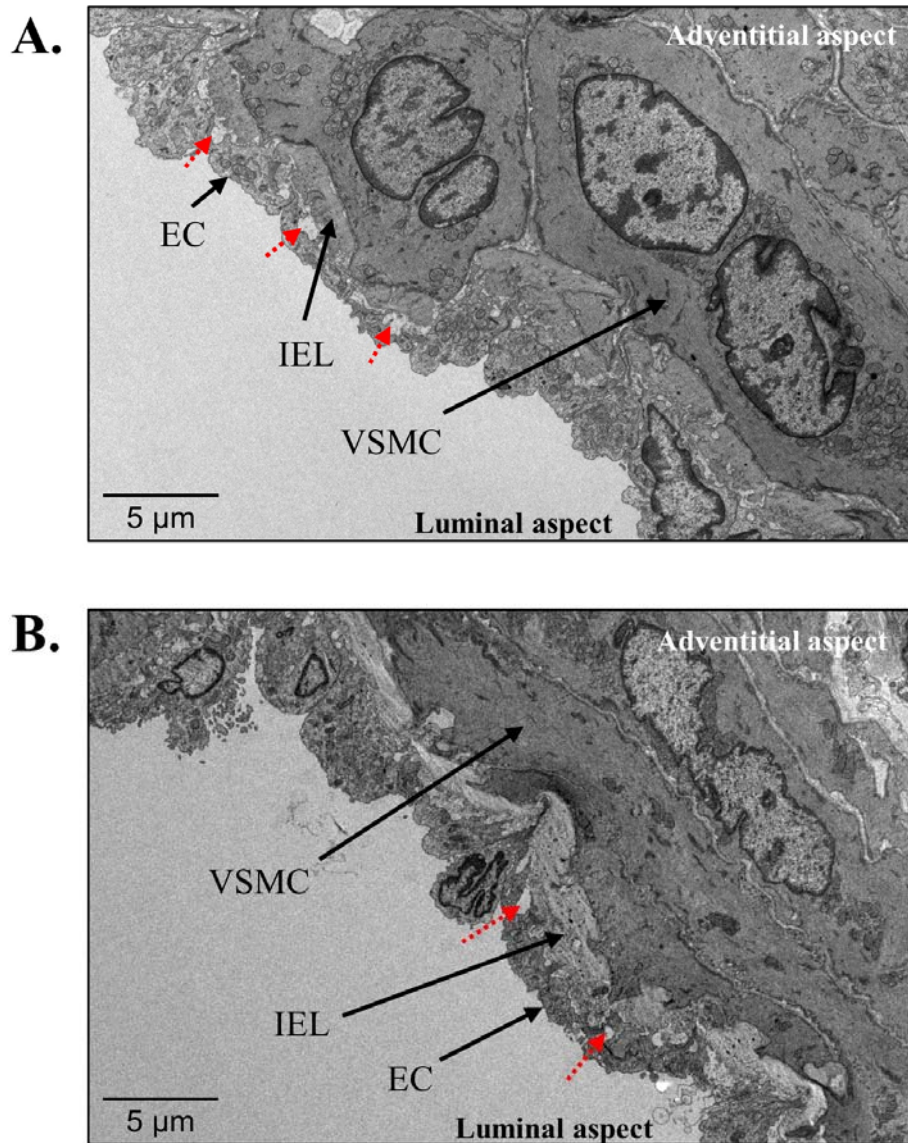 A.
Adventitial aspect
EC
IEL
VSMC
5 µm
Luminal aspect
B.
Adventitial aspect
VSMC
IEL
EC
5 µm
Luminal aspect